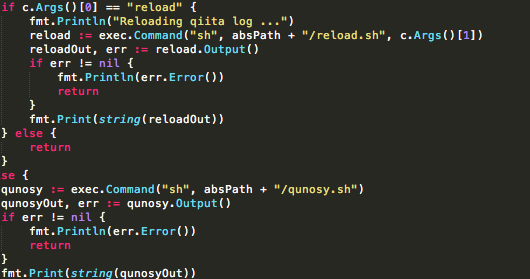 if c.Args()[0] == "reload" {
    fmt.Println("Reloading qiita log ...")
    reload := exec.Command("sh", absPath + "/reload.sh", c.Args()[1])
    reloadOut, err := reload.Output()
    if err != nil {
        fmt.Println(err.Error())
        return
    }
    fmt.Print(string(reloadOut))
} else {
    return
}
se {
qunosy := exec.Command("sh", absPath + "/qunosy.sh")
qunosyOut, err := qunosy.Output()
if err != nil {
    fmt.Println(err.Error())
    return
}
fmt.Print(string(qunosyOut))